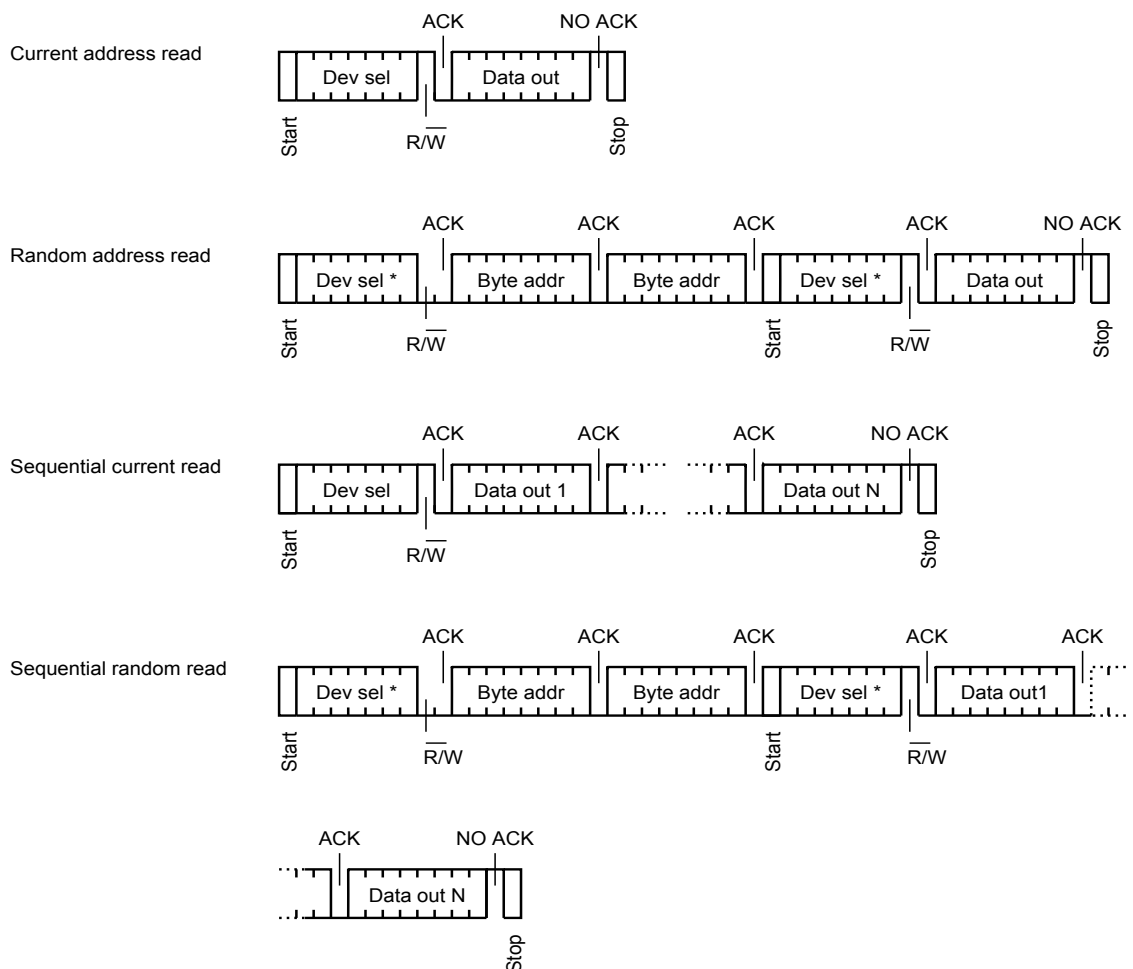 ACK NO ACK
Current address read
Dev sel Data out
Start R/W̅ Stop
ACK ACK ACK ACK NO ACK
Random address read
Dev sel * Byte addr Byte addr Dev sel * Data out
Start R/W̅ Start R/W̅ Stop
ACK ACK ACK NO ACK
Sequential current read
Dev sel Data out 1 Data out N
Start R/W̅ Stop
ACK ACK ACK ACK ACK
Sequential random read
Dev sel * Byte addr Byte addr Dev sel * Data out1
Start R̅/W Start R̅/W
ACK NO ACK
Data out N
Stop